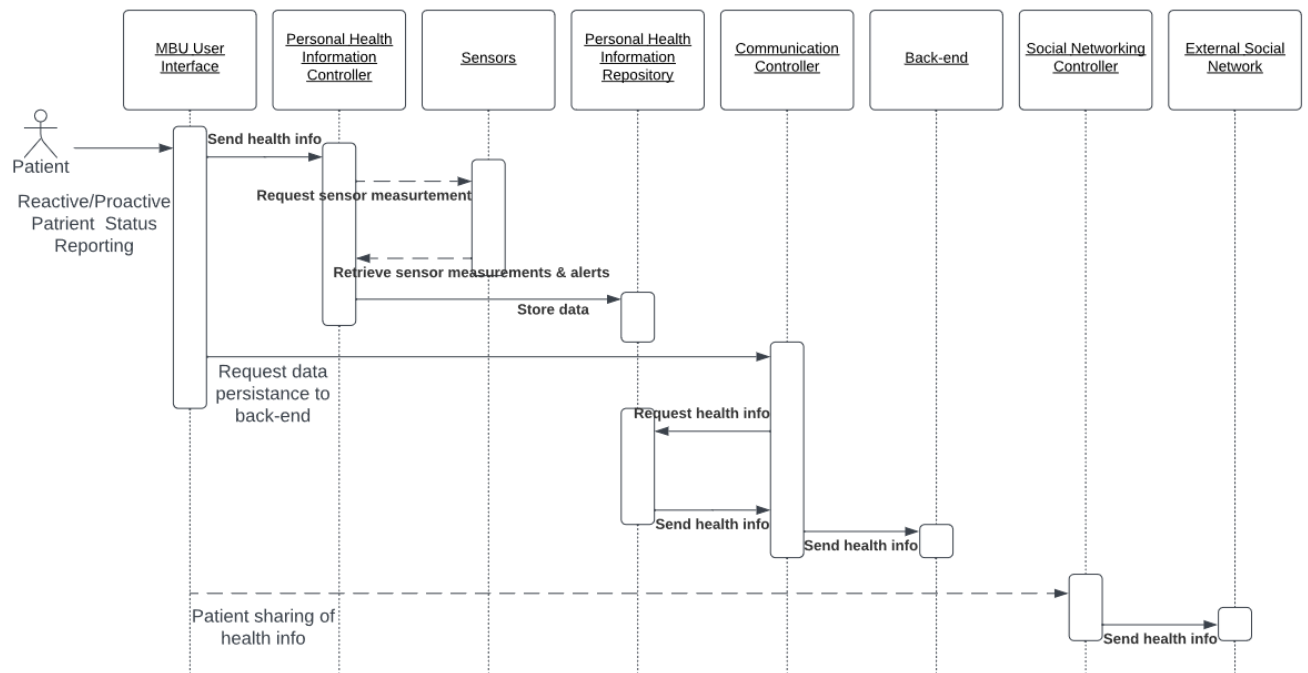 MBU User
Interface
Personal Health
Information
Controller
Sensors
Personal Health
Information
Repository
Communication
Controller
Back-end
Social Networking
Controller
External Social
Network
Patient
Reactive/Proactive
Patrient Status
Reporting
Send health info
Request sensor measurtement
Retrieve sensor measurements & alerts
Store data
Request data
persistance to
back-end
Request health info
Send health info
Send health info
Patient sharing of
health info
Send health info